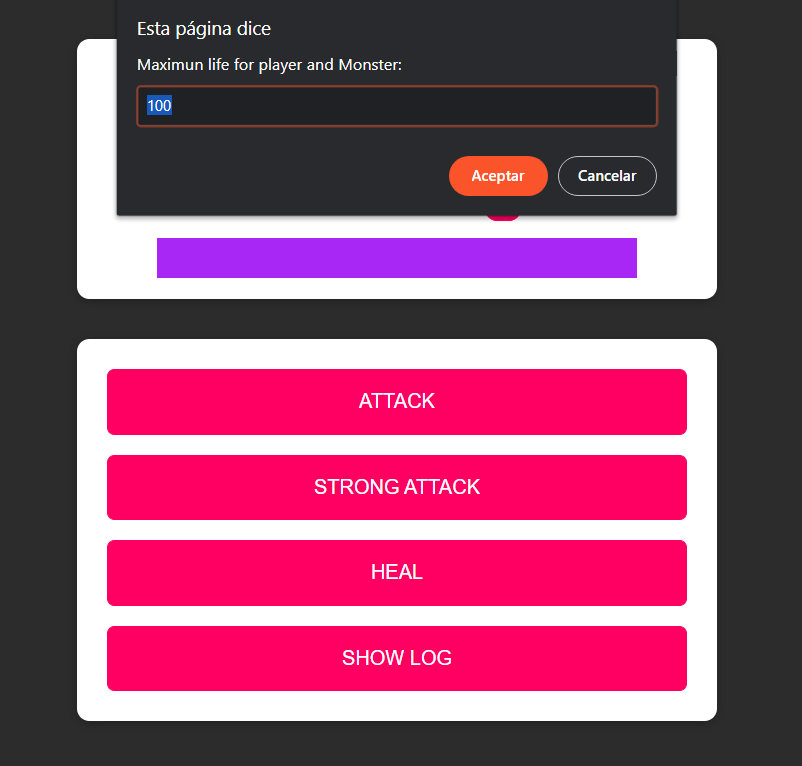 Esta página dice
Maximun life for player and Monster:
100
Aceptar Cancelar
ATTACK
STRONG ATTACK
HEAL
SHOW LOG